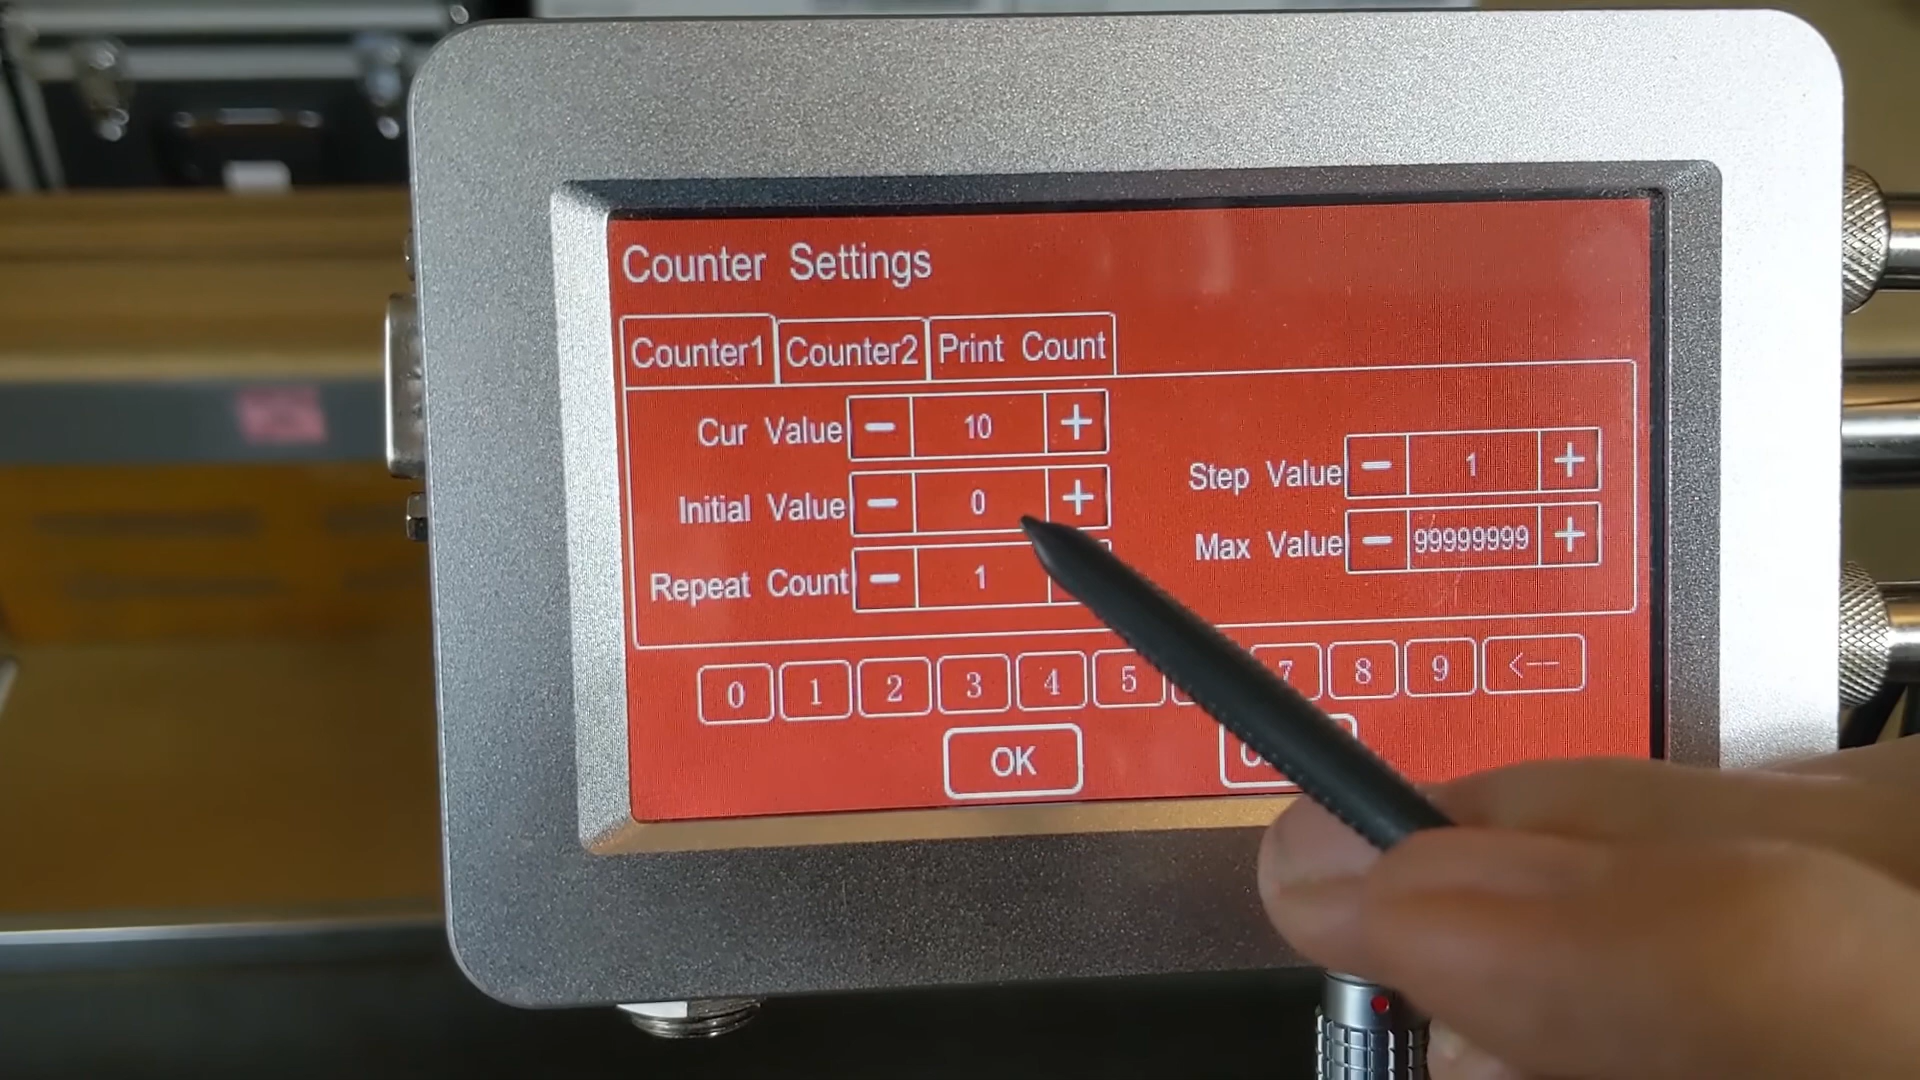 Counter Settings
Counter1 Counter2 Print Count
Cur Value − 10 +
Initial Value − 0 +
Repeat Count − 1
Step Value − 1 +
Max Value − 99999999 +
0 1 2 3 4 5 7 8 9 <--
OK